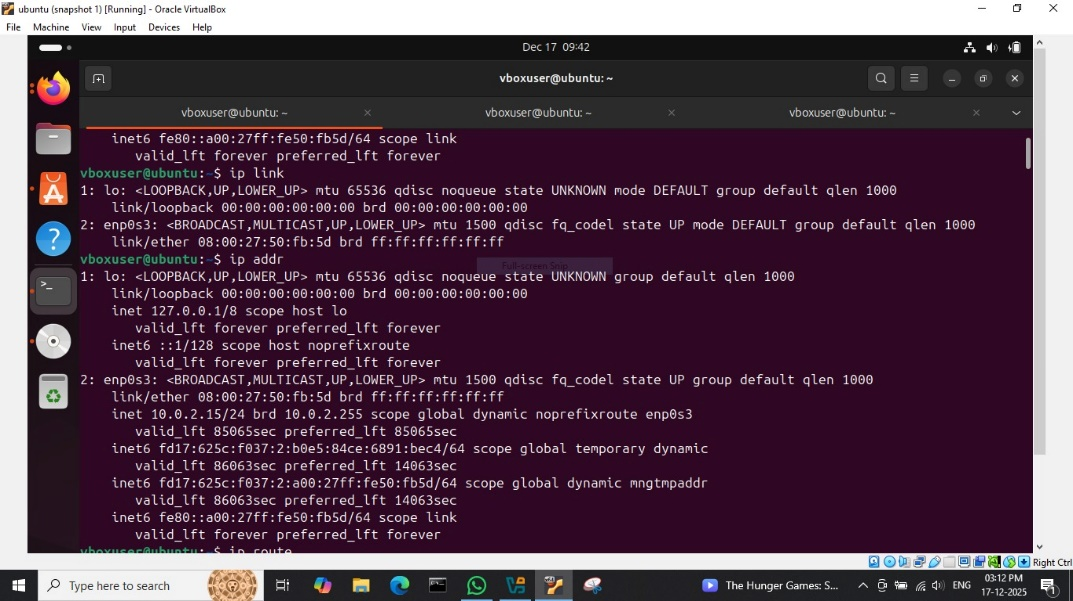 ubuntu (snapshot 1) [Running] - Oracle VirtualBox
File Machine View Input Devices Help
Dec 17 09:42
vboxuser@ubuntu: ~
vboxuser@ubuntu: ~ vboxuser@ubuntu: ~ vboxuser@ubuntu: ~
inet6 fe80::a00:27ff:fe50:fb5d/64 scope link
valid_lft forever preferred_lft forever
vboxuser@ubuntu:~$ ip link
1: lo: <LOOPBACK,UP,LOWER_UP> mtu 65536 qdisc noqueue state UNKNOWN mode DEFAULT group default qlen 1000
link/loopback 00:00:00:00:00:00 brd 00:00:00:00:00:00
2: enp0s3: <BROADCAST,MULTICAST,UP,LOWER_UP> mtu 1500 qdisc fq_codel state UP mode DEFAULT group default qlen 1000
link/ether 08:00:27:50:fb:5d brd ff:ff:ff:ff:ff:ff
vboxuser@ubuntu:~$ ip addr
Full-screen Snip
1: lo: <LOOPBACK,UP,LOWER_UP> mtu 65536 qdisc noqueue state UNKNOWN group default qlen 1000
link/loopback 00:00:00:00:00:00 brd 00:00:00:00:00:00
inet 127.0.0.1/8 scope host lo
valid_lft forever preferred_lft forever
inet6 ::1/128 scope host noprefixroute
valid_lft forever preferred_lft forever
2: enp0s3: <BROADCAST,MULTICAST,UP,LOWER_UP> mtu 1500 qdisc fq_codel state UP group default qlen 1000
link/ether 08:00:27:50:fb:5d brd ff:ff:ff:ff:ff:ff
inet 10.0.2.15/24 brd 10.0.2.255 scope global dynamic noprefixroute enp0s3
valid_lft 85065sec preferred_lft 85065sec
inet6 fd17:625c:f037:2:b0e5:84ce:6891:bec4/64 scope global temporary dynamic
valid_lft 86063sec preferred_lft 14063sec
inet6 fd17:625c:f037:2:a00:27ff:fe50:fb5d/64 scope global dynamic mngtmpaddr
valid_lft 86063sec preferred_lft 14063sec
inet6 fe80::a00:27ff:fe50:fb5d/64 scope link
valid_lft forever preferred_lft forever
vboxuser@ubuntu:~$ ip route
Right Ctrl
Type here to search
The Hunger Games: S...
ENG
03:12 PM
17-12-2025
1